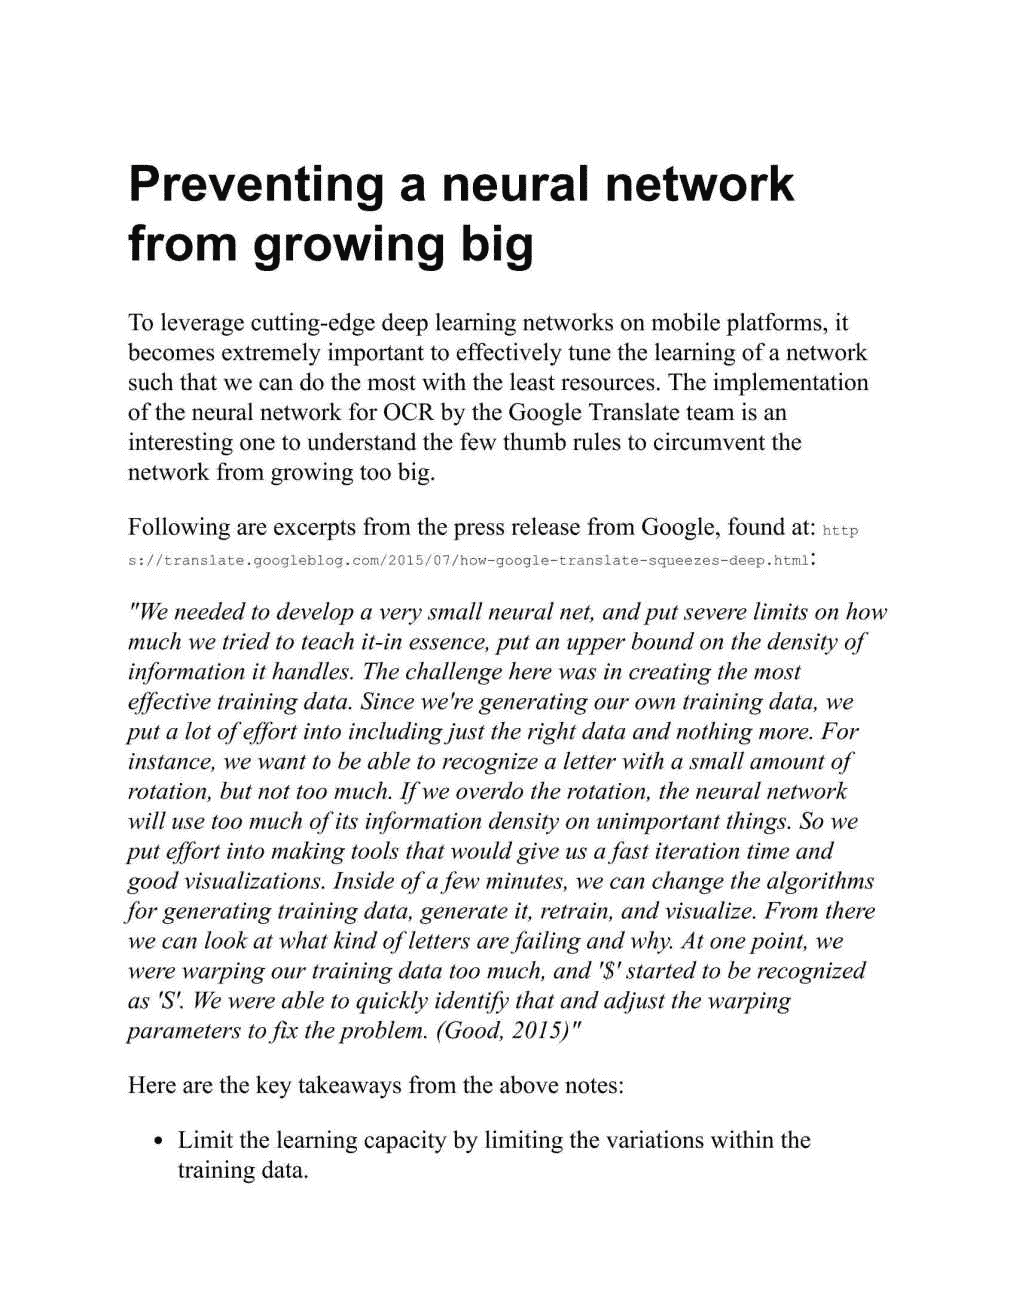 Preventing a neural network
from growing big
To leverage cutting-edge deep learning networks on mobile platforms, it
becomes extremely important to effectively tune the learning of a network
such that we can do the most with the least resources. The implementation
of the neural network for OCR by the Google Translate team is an
interesting one to understand the few thumb rules to circumvent the
network from growing too big.
Following are excerpts from the press release from Google, found at: http
s://translate.googleblog.com/2015/07/how-google-translate-squeezes-deep.html:
"We needed to develop a very small neural net, and put severe limits on how
much we tried to teach it-in essence, put an upper bound on the density of
information it handles. The challenge here was in creating the most
effective training data. Since we're generating our own training data, we
put a lot of effort into including just the right data and nothing more. For
instance, we want to be able to recognize a letter with a small amount of
rotation, but not too much. If we overdo the rotation, the neural network
will use too much of its information density on unimportant things. So we
put effort into making tools that would give us a fast iteration time and
good visualizations. Inside of a few minutes, we can change the algorithms
for generating training data, generate it, retrain, and visualize. From there
we can look at what kind of letters are failing and why. At one point, we
were warping our training data too much, and '$' started to be recognized
as 'S'. We were able to quickly identify that and adjust the warping
parameters to fix the problem. (Good, 2015)"
Here are the key takeaways from the above notes:
• Limit the learning capacity by limiting the variations within the
training data.